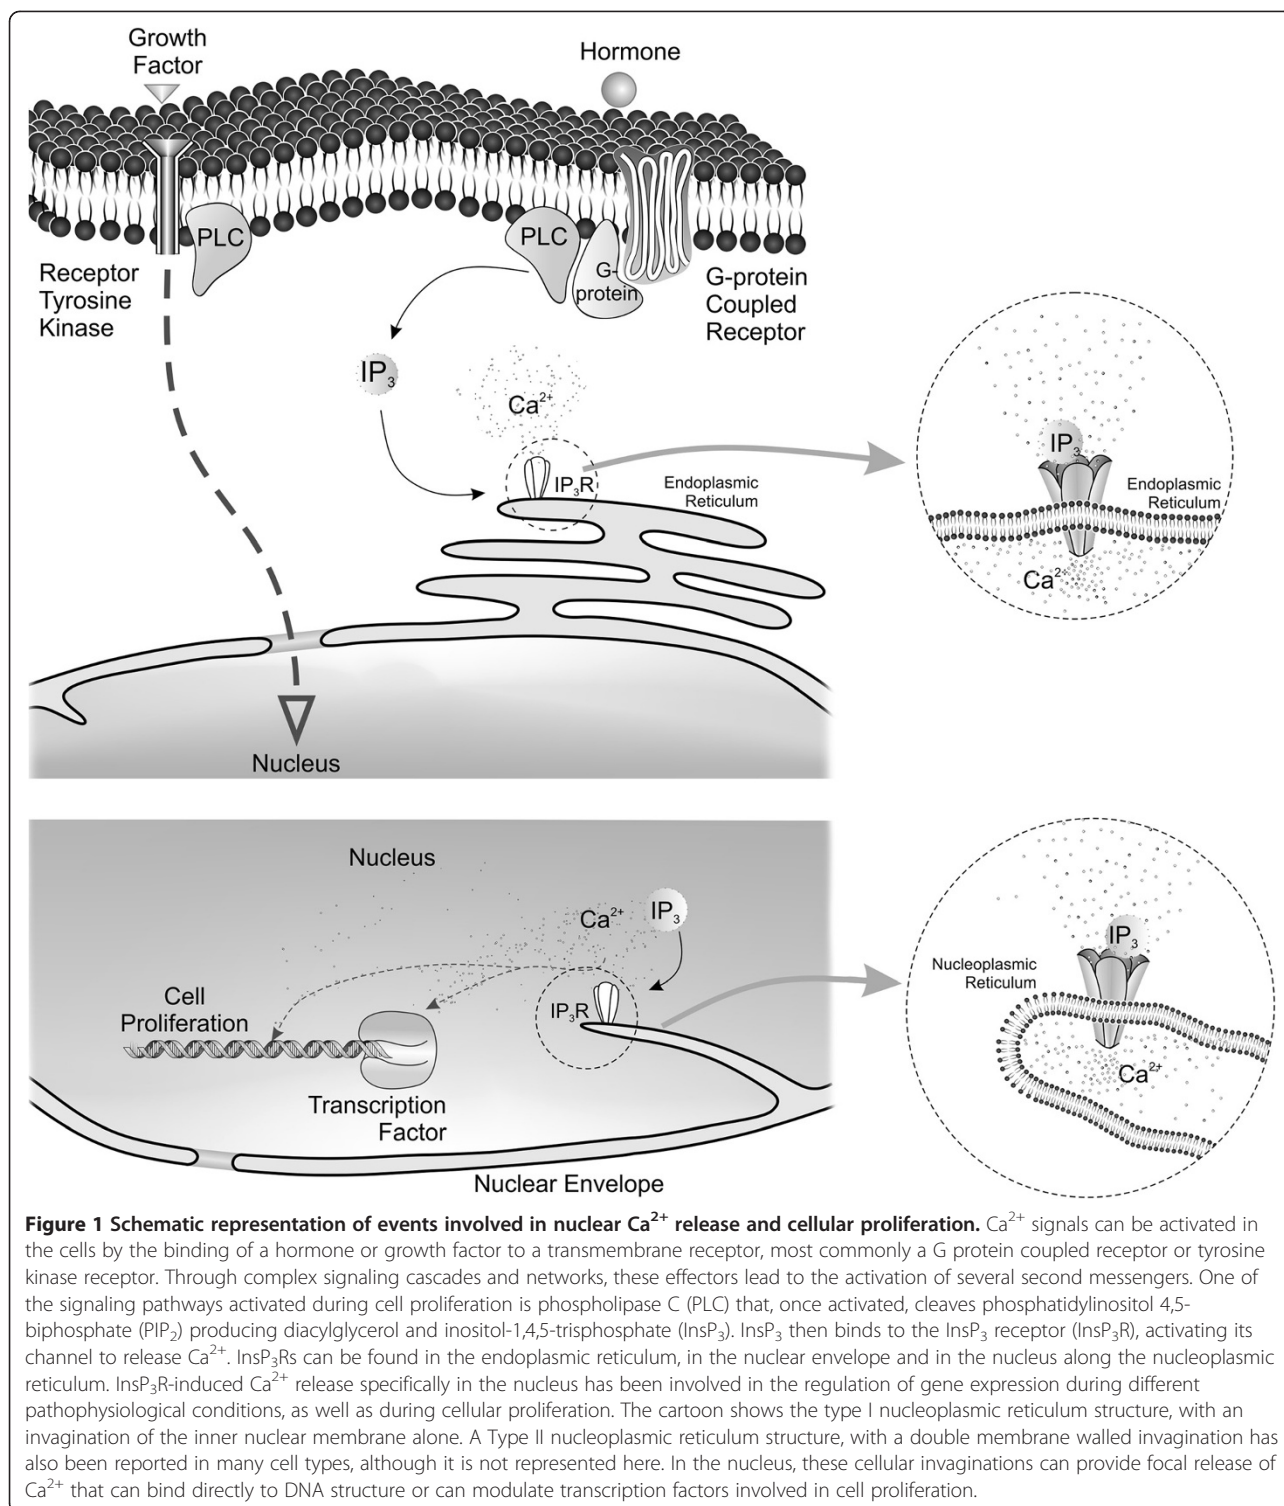 Growth
Factor
Hormone
PLC
PLC
G-
protein
Receptor
Tyrosine
Kinase
G-protein
Coupled
Receptor
IP₃
Ca²⁺
IP₃R
Endoplasmic
Reticulum
IP₃
Endoplasmic
Reticulum
Ca²⁺
Nucleus
Nucleus
Ca²⁺
IP₃
IP₃R
Cell
Proliferation
Transcription
Factor
Nuclear Envelope
IP₃
Nucleoplasmic
Reticulum
Ca²⁺
Figure 1 Schematic representation of events involved in nuclear Ca²⁺ release and cellular proliferation. Ca²⁺ signals can be activated in
the cells by the binding of a hormone or growth factor to a transmembrane receptor, most commonly a G protein coupled receptor or tyrosine
kinase receptor. Through complex signaling cascades and networks, these effectors lead to the activation of several second messengers. One of
the signaling pathways activated during cell proliferation is phospholipase C (PLC) that, once activated, cleaves phosphatidylinositol 4,5-
biphosphate (PIP₂) producing diacylglycerol and inositol-1,4,5-trisphosphate (InsP₃). InsP₃ then binds to the InsP₃ receptor (InsP₃R), activating its
channel to release Ca²⁺. InsP₃Rs can be found in the endoplasmic reticulum, in the nuclear envelope and in the nucleus along the nucleoplasmic
reticulum. InsP₃R-induced Ca²⁺ release specifically in the nucleus has been involved in the regulation of gene expression during different
pathophysiological conditions, as well as during cellular proliferation. The cartoon shows the type I nucleoplasmic reticulum structure, with an
invagination of the inner nuclear membrane alone. A Type II nucleoplasmic reticulum structure, with a double membrane walled invagination has
also been reported in many cell types, although it is not represented here. In the nucleus, these cellular invaginations can provide focal release of
Ca²⁺ that can bind directly to DNA structure or can modulate transcription factors involved in cell proliferation.